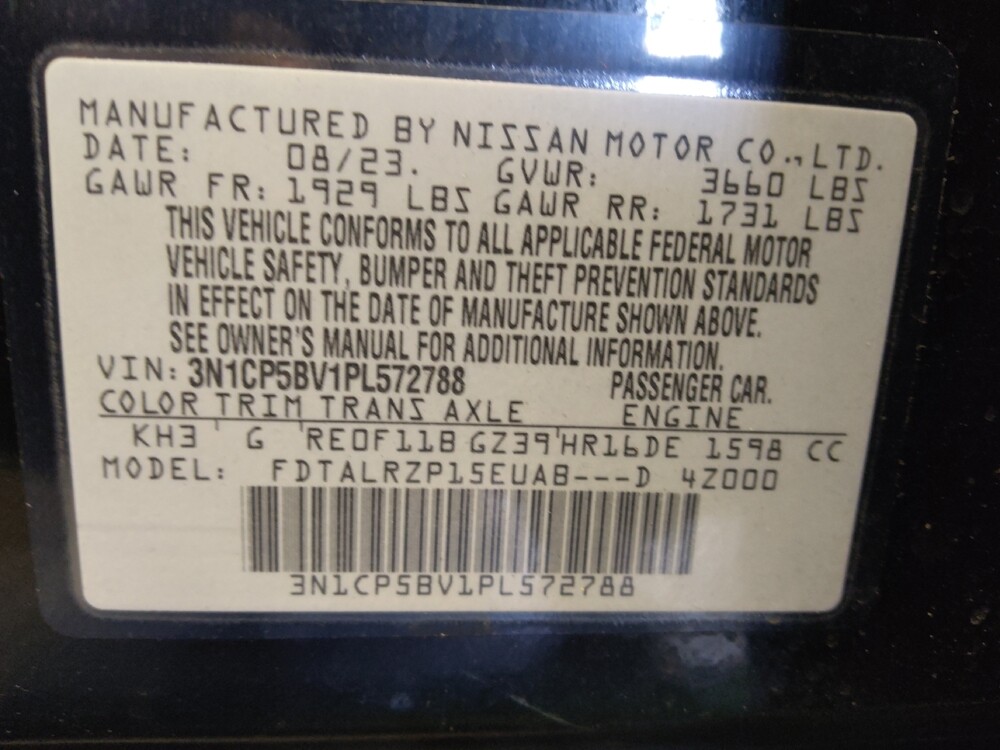 MANUFACTURED BY NISSAN MOTOR CO.,LTD.
DATE: 08/23. GVWR: 3660 LBS
GAWR FR: 1929 LBS GAWR RR: 1731 LBS
THIS VEHICLE CONFORMS TO ALL APPLICABLE FEDERAL MOTOR
VEHICLE SAFETY, BUMPER AND THEFT PREVENTION STANDARDS
IN EFFECT ON THE DATE OF MANUFACTURE SHOWN ABOVE.
SEE OWNER'S MANUAL FOR ADDITIONAL INFORMATION.
VIN: 3N1CP5BV1PL572788 PASSENGER CAR.
COLOR TRIM TRANS AXLE ENGINE
KH3 G RE0F11B GZ39 HR16DE 1598 CC
MODEL: FDTALRZP15EUAB---D 4Z000
3N1CP5BV1PL572788